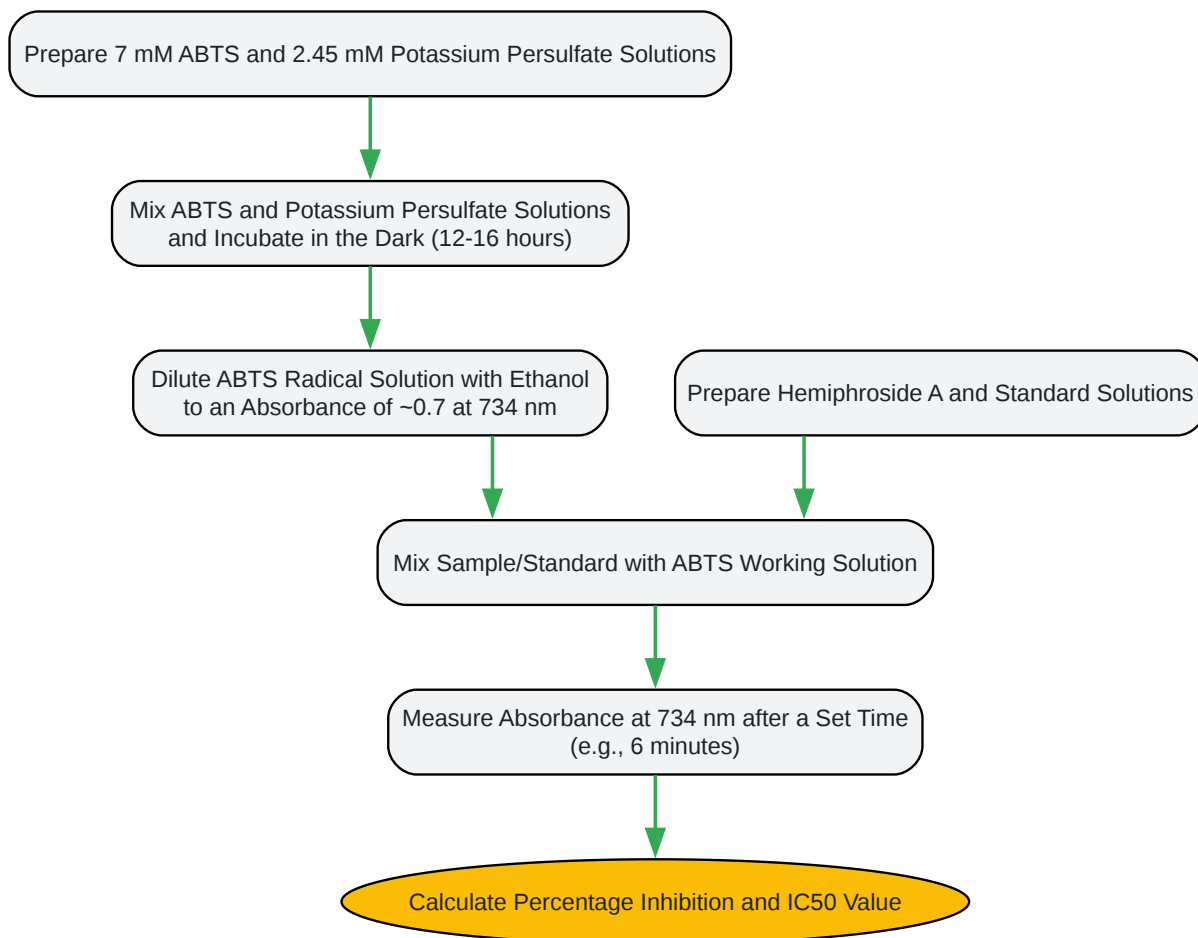 Prepare 7 mM ABTS and 2.45 mM Potassium Persulfate Solutions
Mix ABTS and Potassium Persulfate Solutions
and Incubate in the Dark (12-16 hours)
Dilute ABTS Radical Solution with Ethanol
to an Absorbance of ~0.7 at 734 nm
Prepare Hemiphroside A and Standard Solutions
Mix Sample/Standard with ABTS Working Solution
Measure Absorbance at 734 nm after a Set Time
(e.g., 6 minutes)
Calculate Percentage Inhibition and IC50 Value